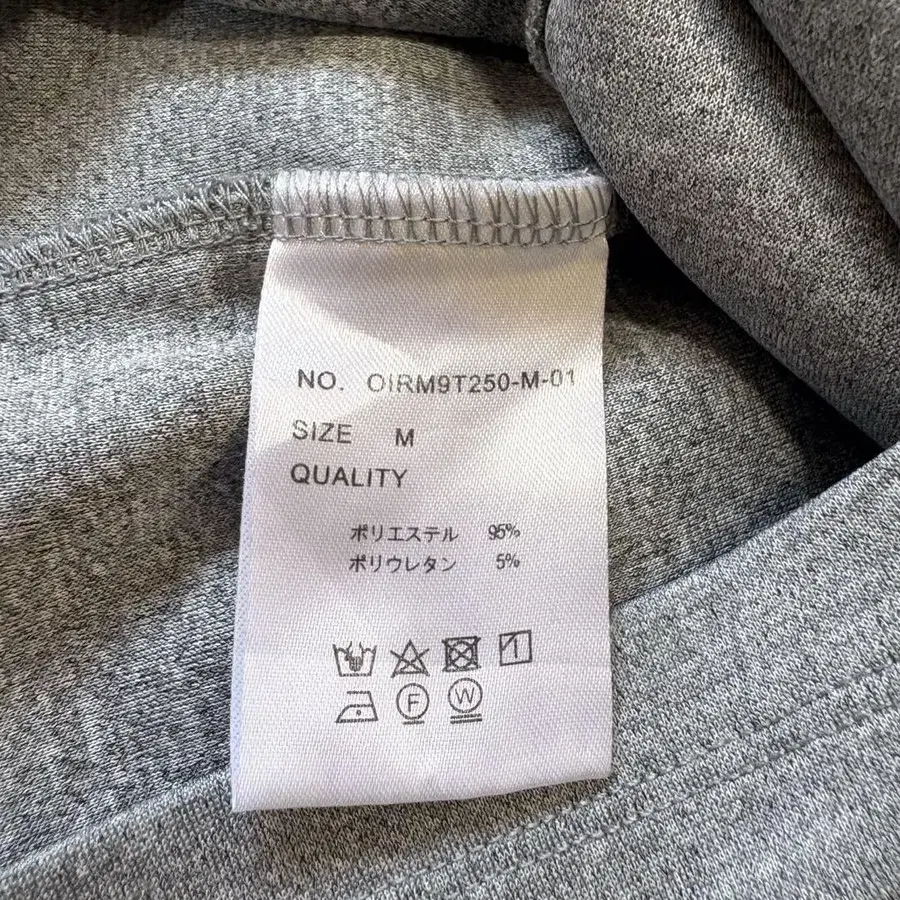 NO. OIRM9T250-M-01
SIZE M
QUALITY
ポリエステル 95%
ポリウレタン 5%
F W